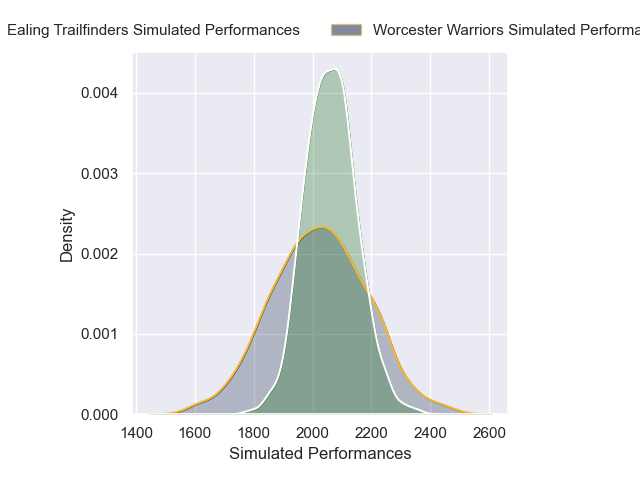 Ealing Trailfinders Simulated Performances
Worcester Warriors Simulated Performa
0.004
0.003
0.002
0.001
0.000
Density
1400 1600 1800 2000 2200 2400 2600
Simulated Performances